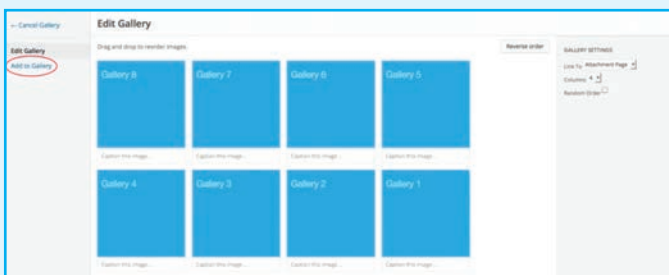 ← Cancel Gallery
Edit Gallery
Edit Gallery
Add to Gallery
Drag and drop to reorder images
Reverse order
GALLERY SETTINGS
Link To Attachment Page
Columns 4
Random Order
Gallery 8 Gallery 7 Gallery 6 Gallery 5
Caption this image... Caption this image... Caption this image... Caption this image...
Gallery 4 Gallery 3 Gallery 2 Gallery 1
Caption this image... Caption this image... Caption this image... Caption this image...